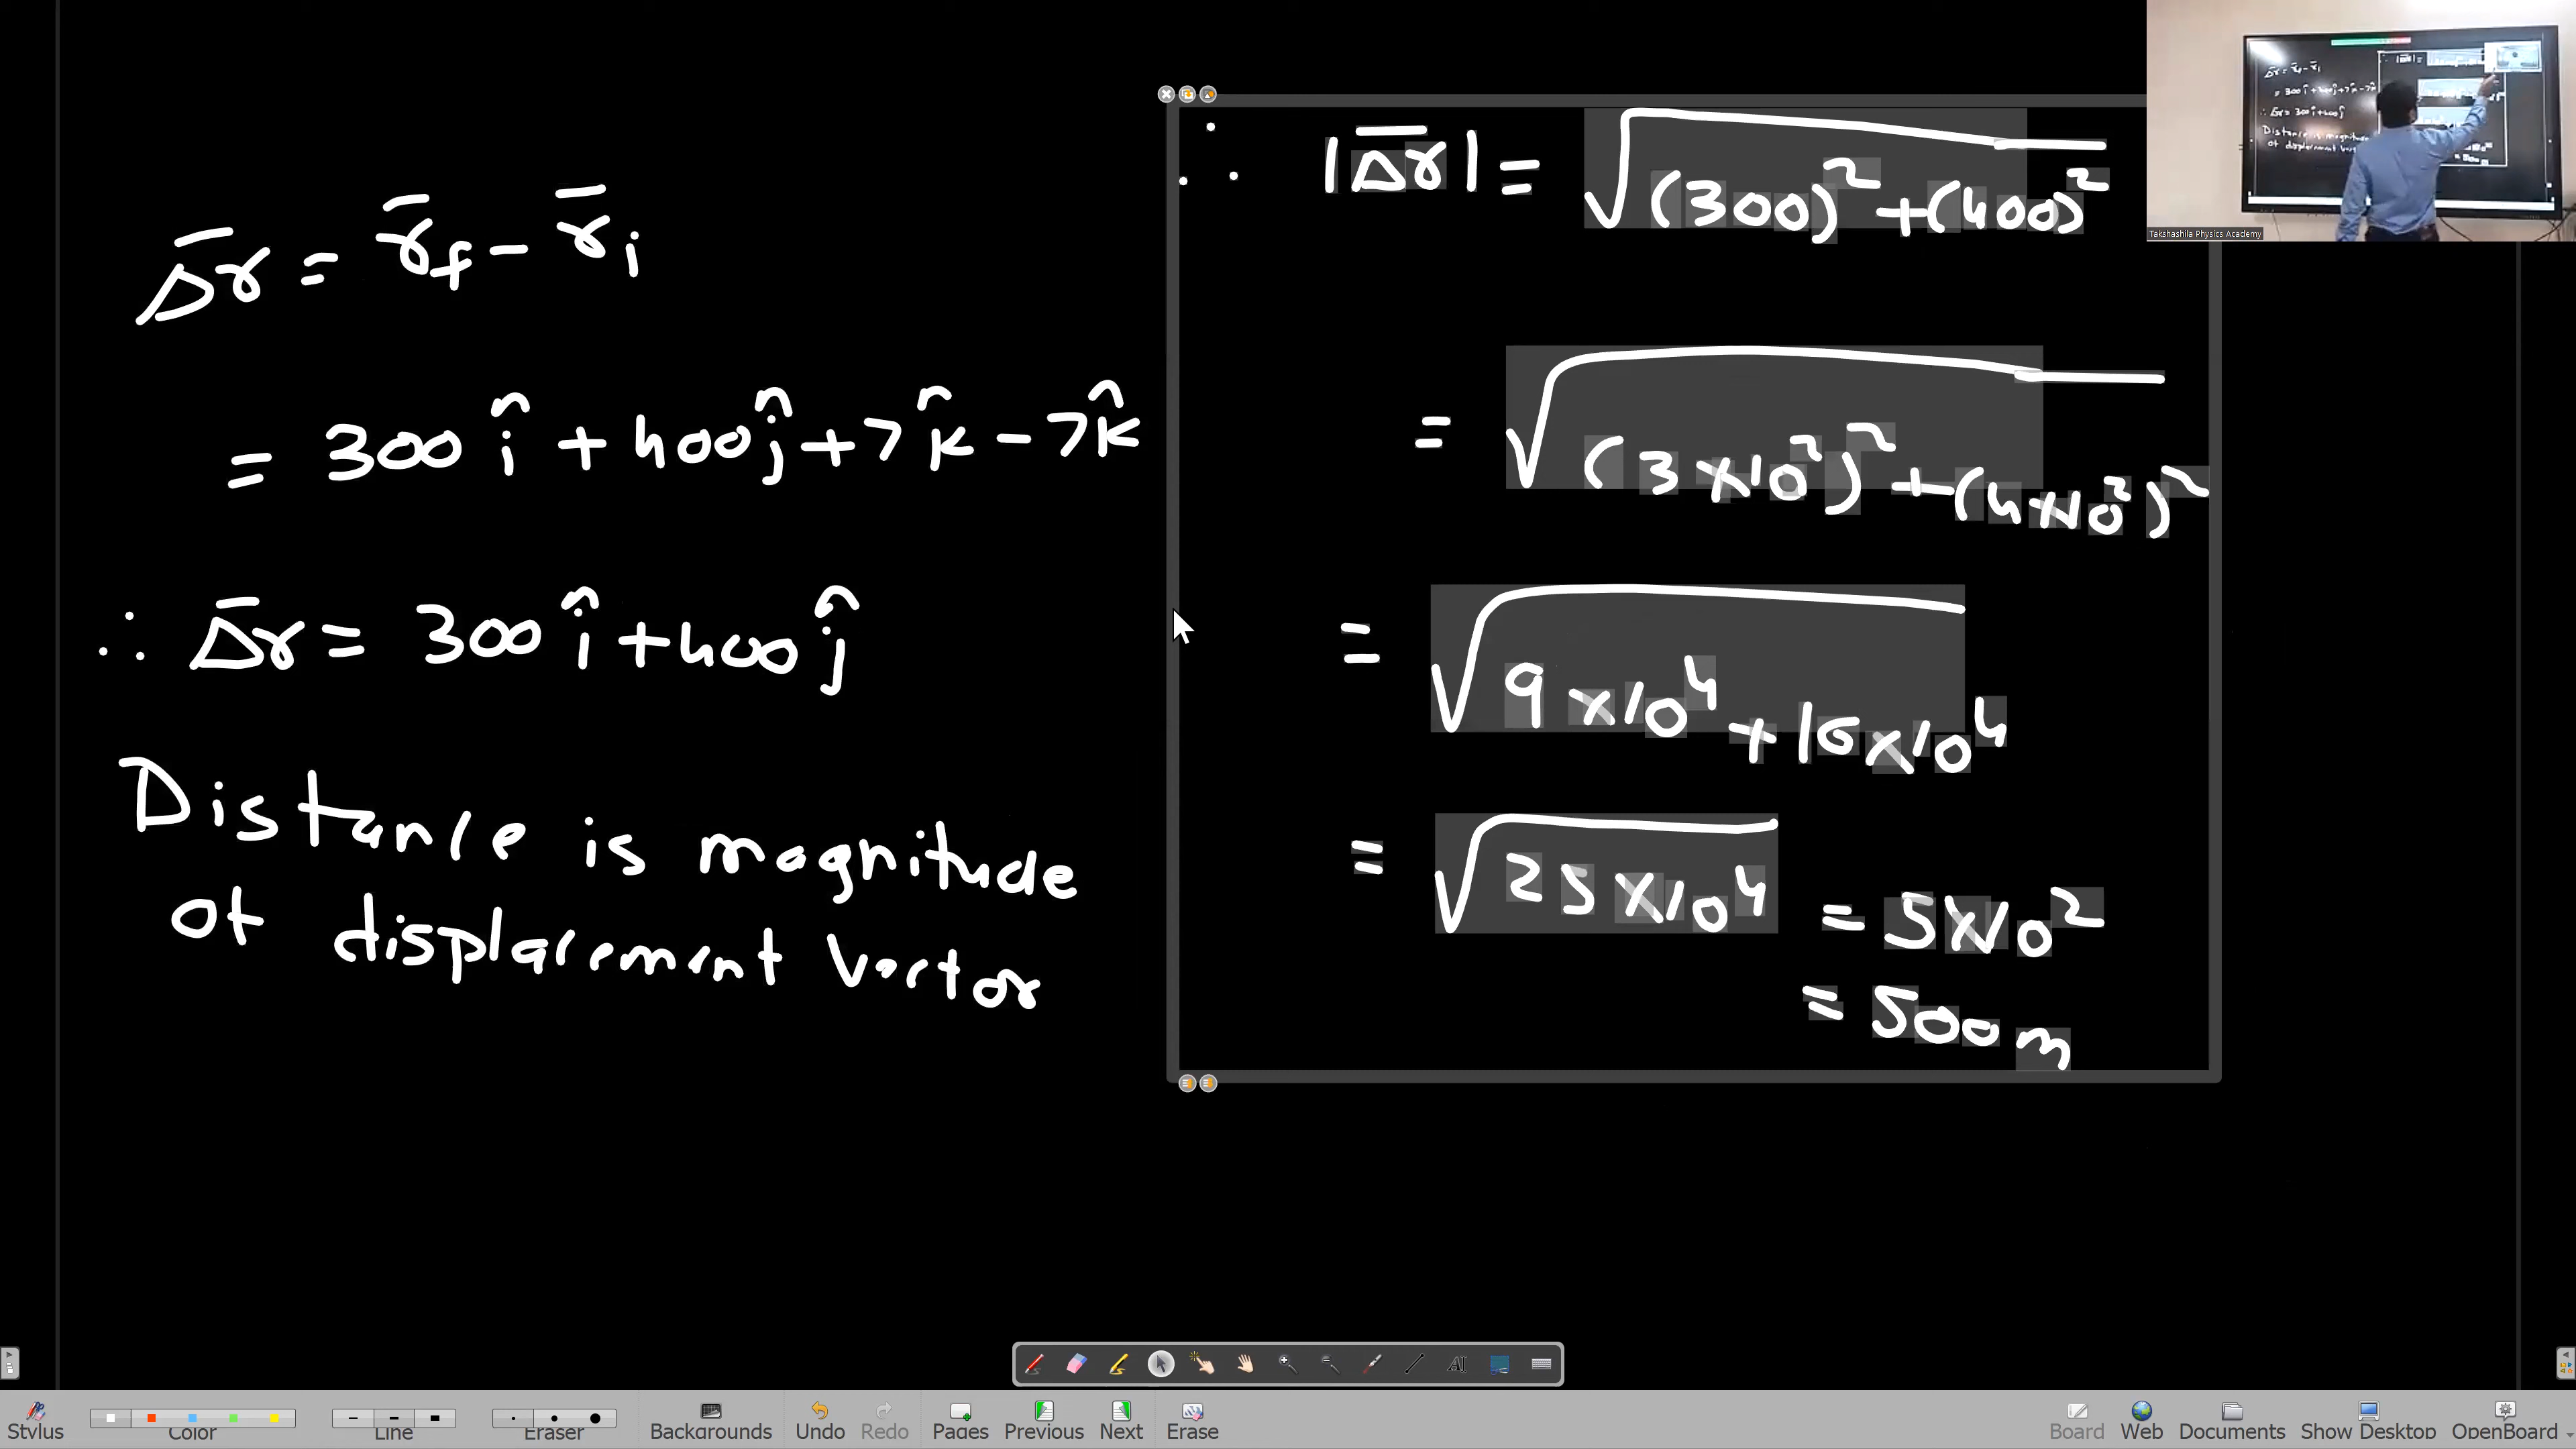 Δr̄ = r̄f - r̄i
= 300 î + 400 ĵ + 7 k̂ - 7 k̂
∴ Δr̄ = 300 î + 400 ĵ
Distance is magnitude
of displacement vector
∴ |Δr̄| = √(300)² + (400)²
= √(3×10²)² + (4×10²)²
= √9×10⁴ + 16×10⁴
= √25×10⁴ = 5×10²
= 500 m
Takshashila Physics Academy
Stylus Color Line Eraser Backgrounds Undo Redo Pages Previous Next Erase Board Web Documents Show Desktop OpenBoard